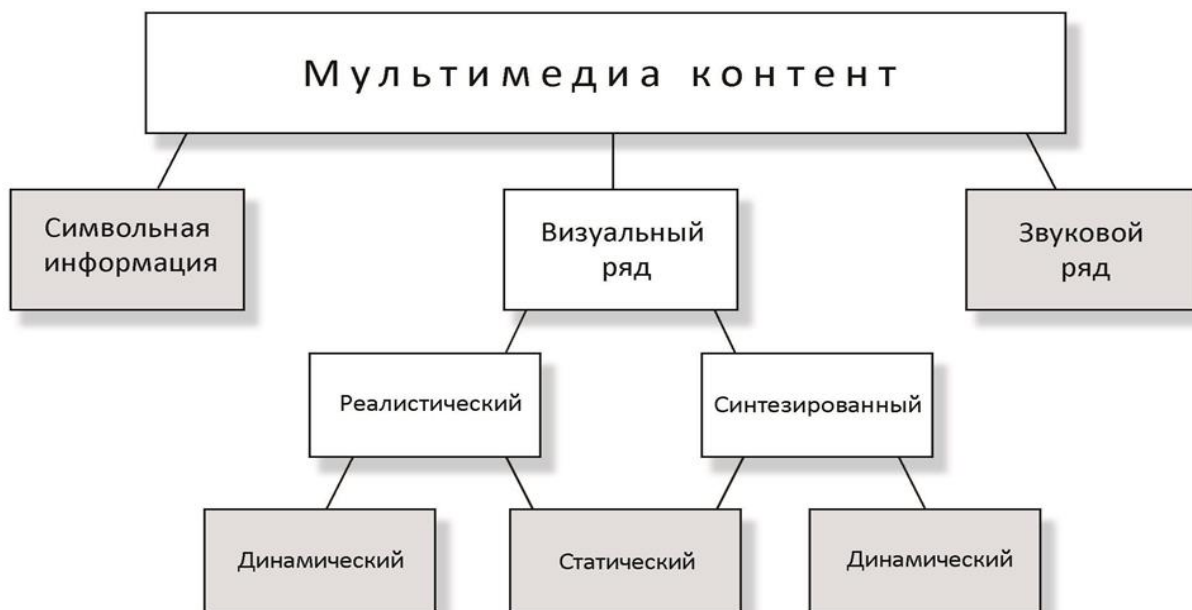 Мультимедиа контент
Символьная
информация
Визуальный
ряд
Звуковой
ряд
Реалистический
Синтезированный
Динамический
Статический
Динамический